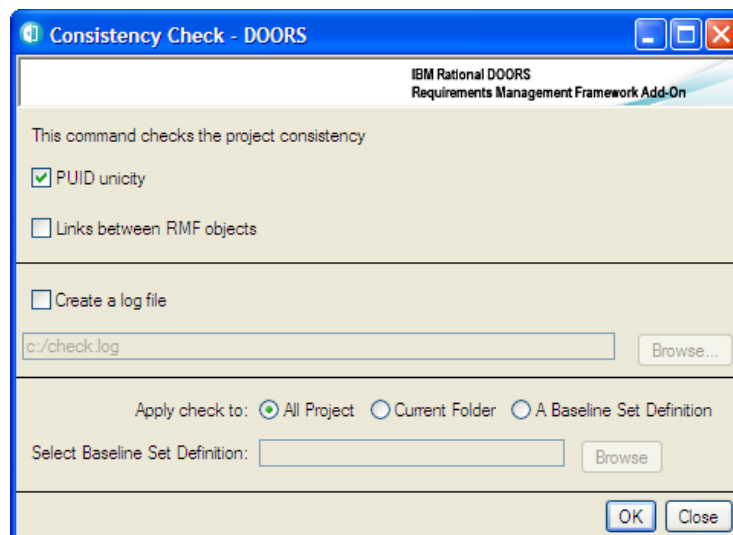 Consistency Check - DOORS
IBM Rational DOORS
Requirements Management Framework Add-On
This command checks the project consistency
PUID unicity
Links between RMF objects
Create a log file
c:/check.log Browse...
Apply check to: All Project Current Folder A Baseline Set Definition
Select Baseline Set Definition: Browse
OK Close